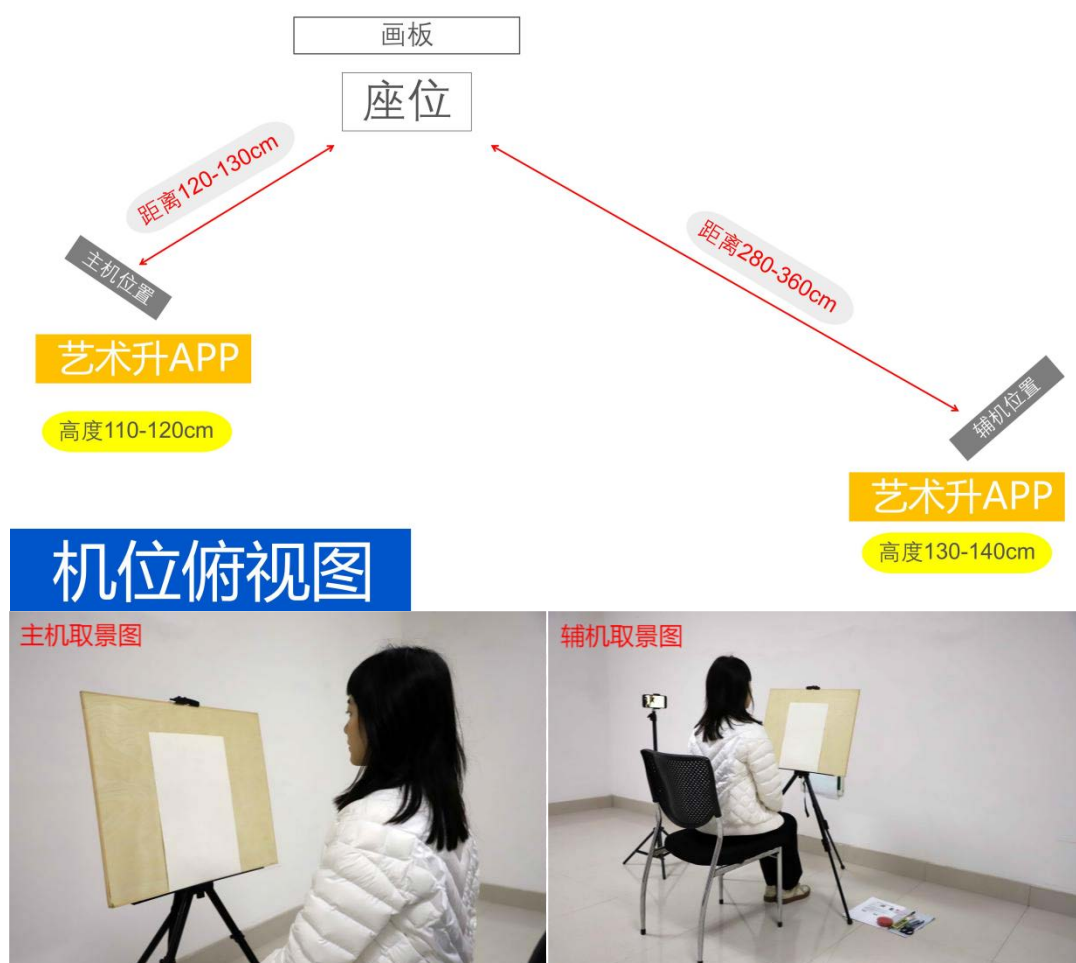 画板
座位
距离120-130cm
距离280-360cm
主机位置
艺术升APP
高度110-120cm
辅机位置
艺术升APP
高度130-140cm
机位俯视图
主机取景图
辅机取景图